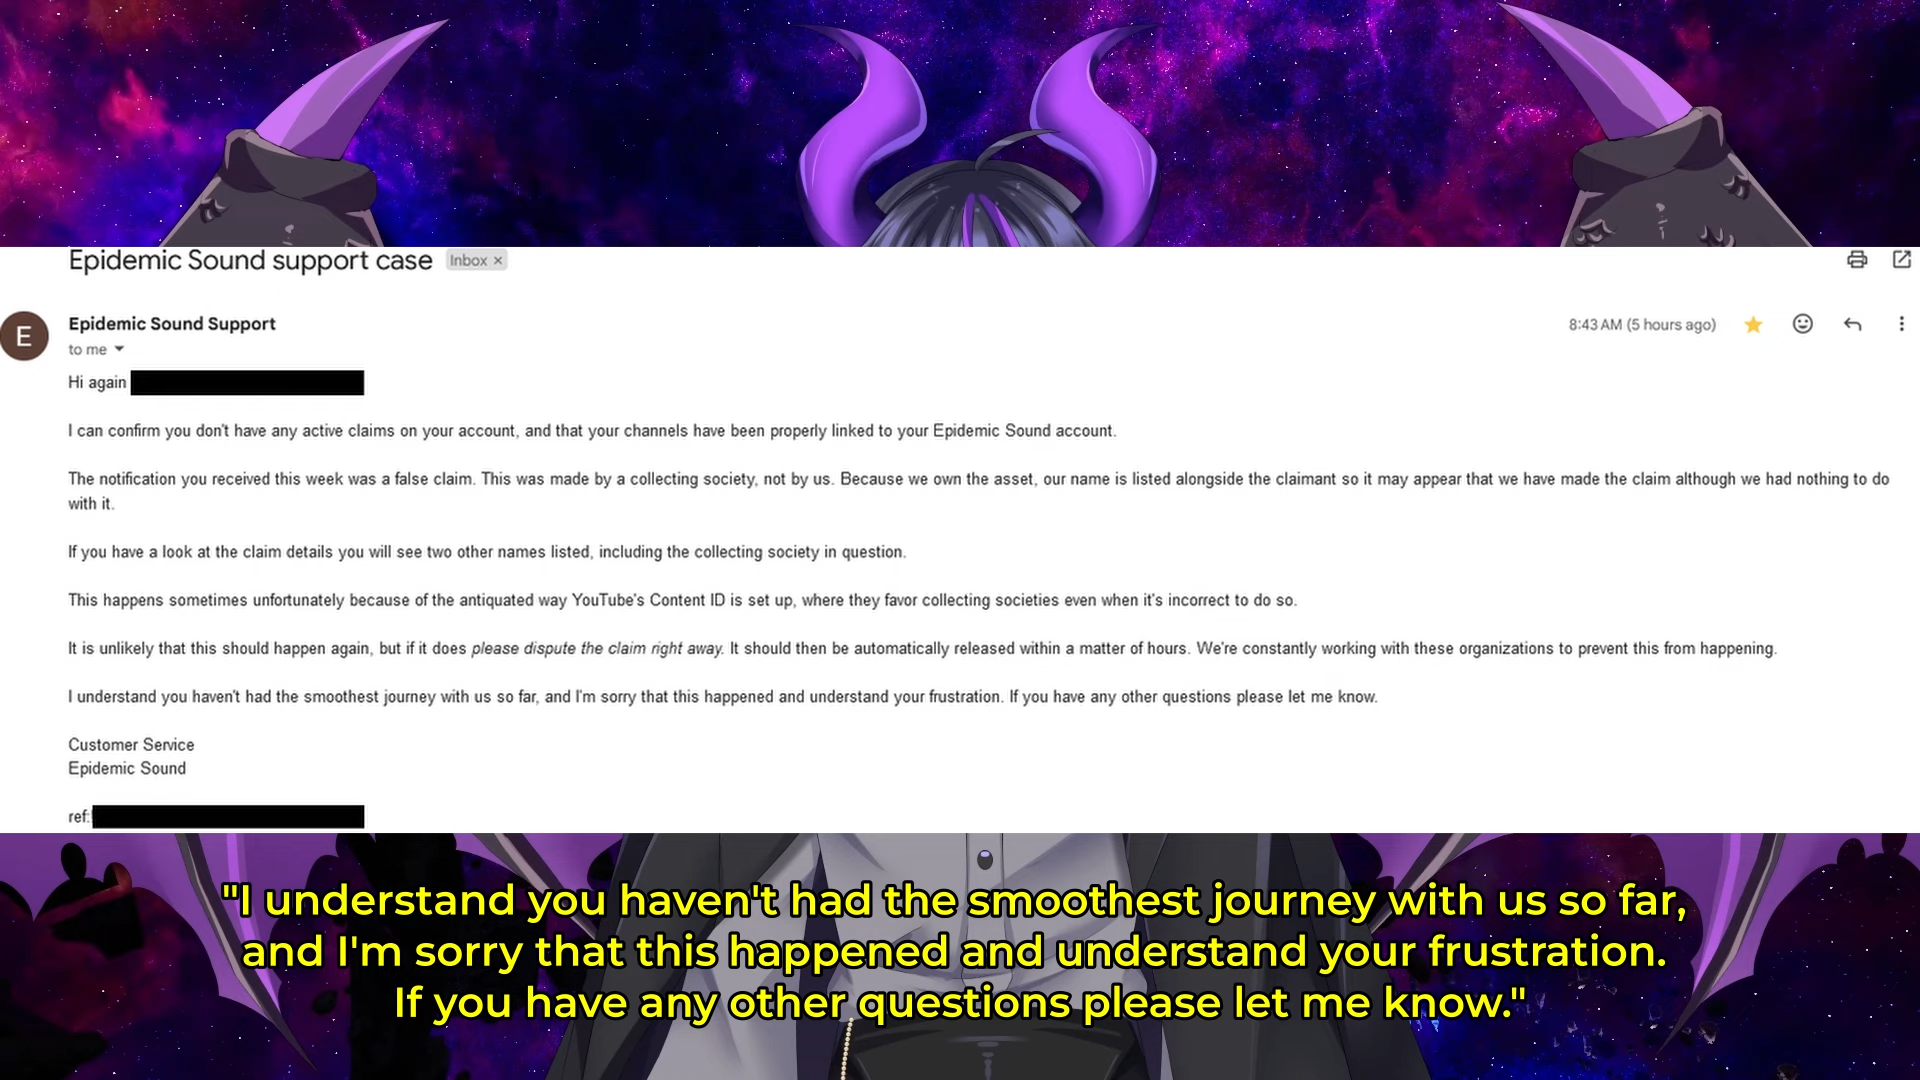 Epidemic Sound support case Inbox ×
E
Epidemic Sound Support
8:43 AM (5 hours ago)
to me
Hi again
I can confirm you don't have any active claims on your account, and that your channels have been properly linked to your Epidemic Sound account.
The notification you received this week was a false claim. This was made by a collecting society, not by us. Because we own the asset, our name is listed alongside the claimant so it may appear that we have made the claim although we had nothing to do
with it.
If you have a look at the claim details you will see two other names listed, including the collecting society in question.
This happens sometimes unfortunately because of the antiquated way YouTube's Content ID is set up, where they favor collecting societies even when it's incorrect to do so.
It is unlikely that this should happen again, but if it does please dispute the claim right away. It should then be automatically released within a matter of hours. We're constantly working with these organizations to prevent this from happening.
I understand you haven't had the smoothest journey with us so far, and I'm sorry that this happened and understand your frustration. If you have any other questions please let me know.
Customer Service
Epidemic Sound
ref:
"I understand you haven't had the smoothest journey with us so far,
and I'm sorry that this happened and understand your frustration.
If you have any other questions please let me know."